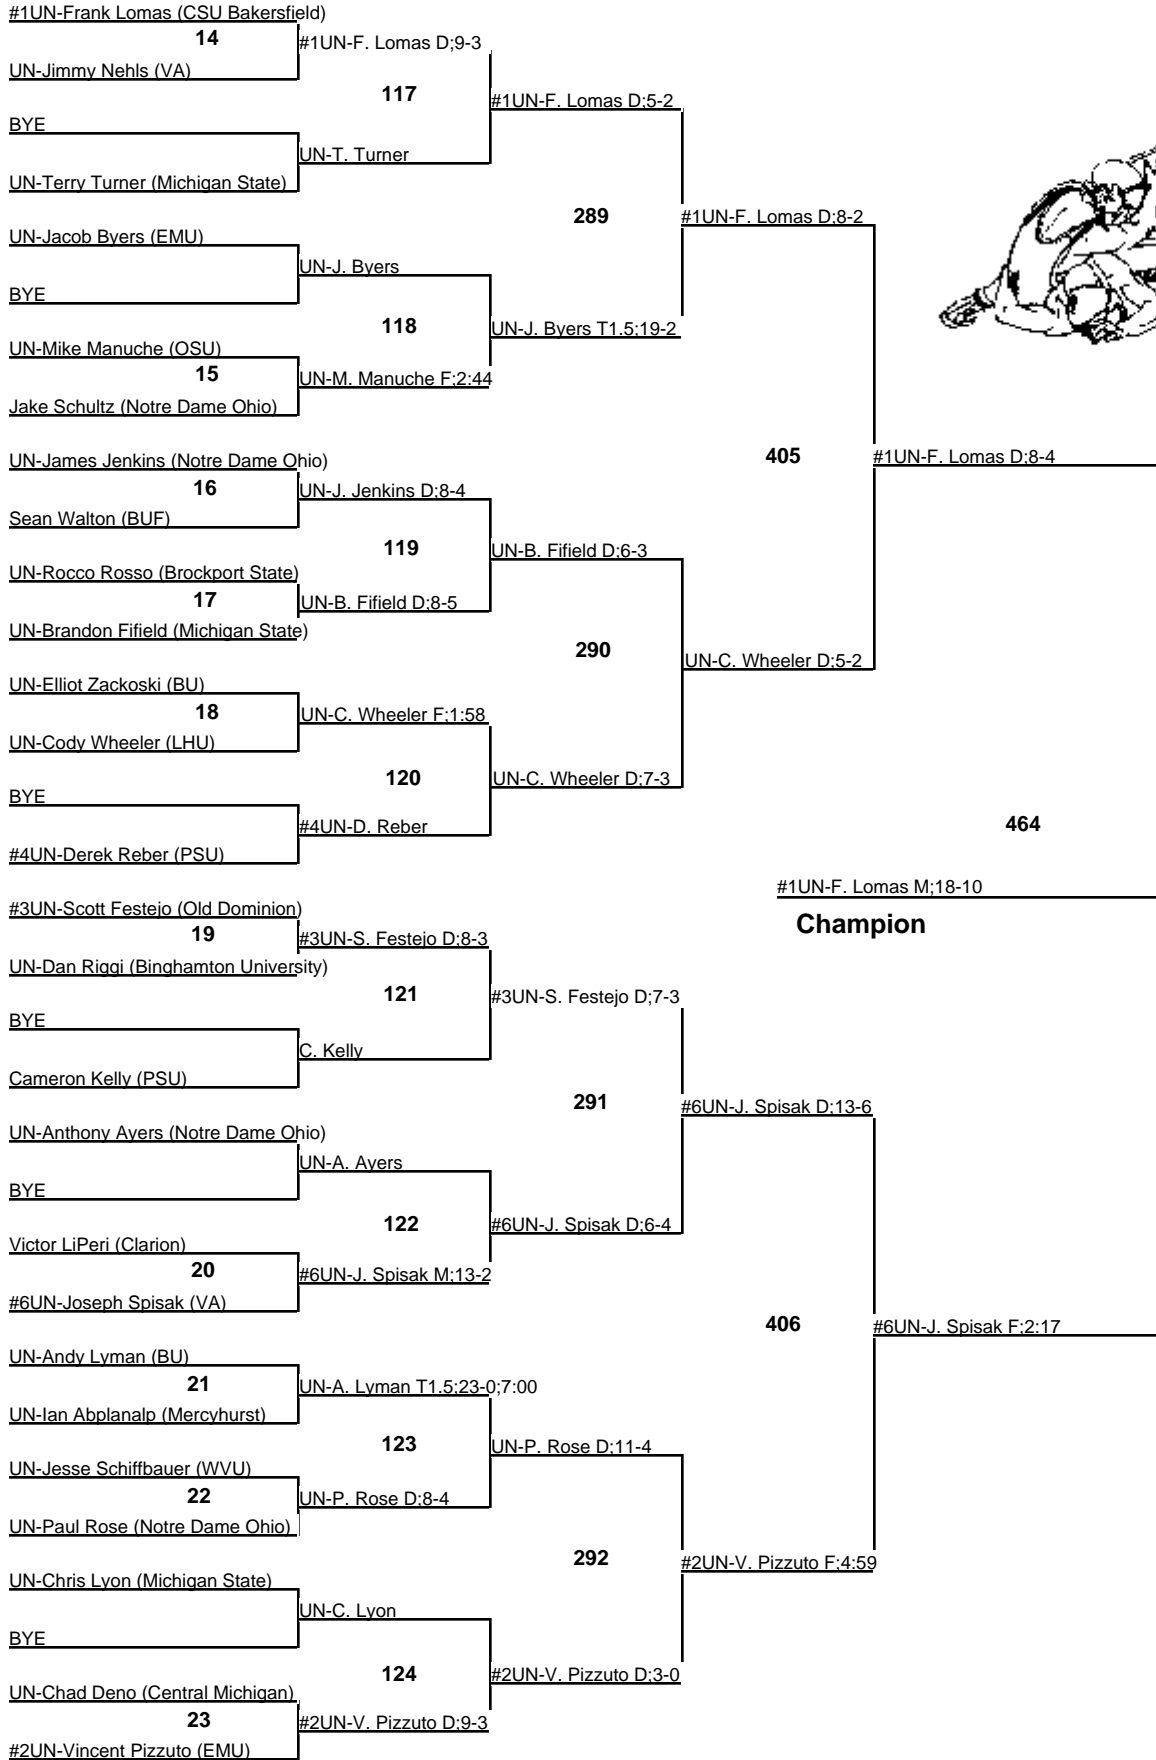 #1UN-Frank Lomas (CSU Bakersfield)
14
#1UN-F. Lomas D;9-3
UN-Jimmy Nehls (VA)
117
#1UN-F. Lomas D;5-2
BYE
UN-T. Turner
UN-Terry Turner (Michigan State)
289
#1UN-F. Lomas D;8-2
UN-Jacob Byers (EMU)
UN-J. Byers
BYE
118
UN-J. Byers T1.5;19-2
UN-Mike Manuche (OSU)
15
UN-M. Manuche F;2:44
Jake Schultz (Notre Dame Ohio)
405
#1UN-F. Lomas D;8-4
UN-James Jenkins (Notre Dame Ohio)
16
UN-J. Jenkins D;8-4
Sean Walton (BUF)
119
UN-B. Fifield D;6-3
UN-Rocco Rosso (Brockport State)
17
UN-B. Fifield D;8-5
UN-Brandon Fifield (Michigan State)
290
UN-C. Wheeler D;5-2
UN-Elliot Zackoski (BU)
18
UN-C. Wheeler F;1:58
UN-Cody Wheeler (LHU)
120
UN-C. Wheeler D;7-3
BYE
#4UN-D. Reber
#4UN-Derek Reber (PSU)
464
#1UN-F. Lomas M;18-10
Champion
#3UN-Scott Festejo (Old Dominion)
19
#3UN-S. Festejo D;8-3
UN-Dan Riggi (Binghamton University)
121
#3UN-S. Festejo D;7-3
BYE
C. Kelly
Cameron Kelly (PSU)
291
#6UN-J. Spisak D;13-6
UN-Anthony Ayers (Notre Dame Ohio)
UN-A. Ayers
BYE
122
#6UN-J. Spisak D;6-4
Victor LiPeri (Clarion)
20
#6UN-J. Spisak M;13-2
#6UN-Joseph Spisak (VA)
406
#6UN-J. Spisak F;2:17
UN-Andy Lyman (BU)
21
UN-A. Lyman T1.5;23-0;7:00
UN-Ian Abplanalp (Mercyhurst)
123
UN-P. Rose D;11-4
UN-Jesse Schiffbauer (WVU)
22
UN-P. Rose D;8-4
UN-Paul Rose (Notre Dame Ohio)
292
#2UN-V. Pizzuto F;4:59
UN-Chris Lyon (Michigan State)
UN-C. Lyon
BYE
124
#2UN-V. Pizzuto D;3-0
UN-Chad Deno (Central Michigan)
23
#2UN-V. Pizzuto D;9-3
#2UN-Vincent Pizzuto (EMU)